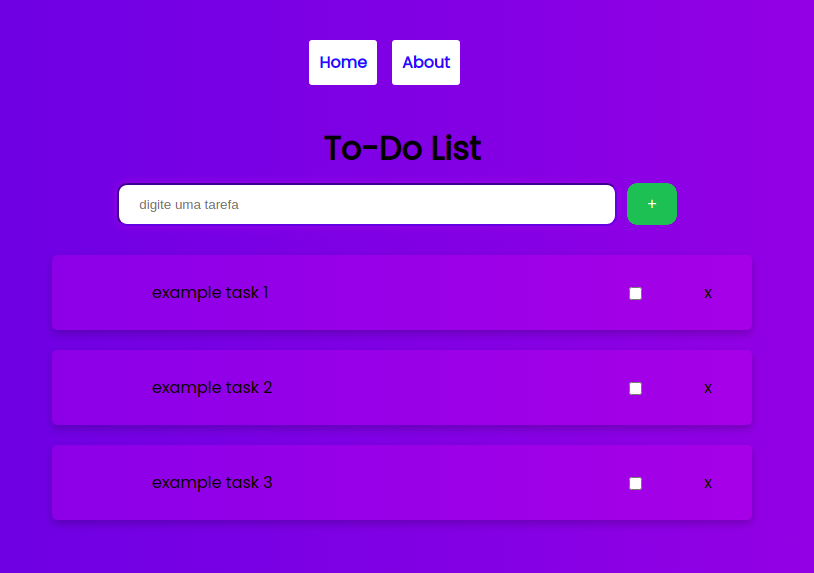 Home About
To-Do List
digite uma tarefa +
example task 1 x
example task 2 x
example task 3 x